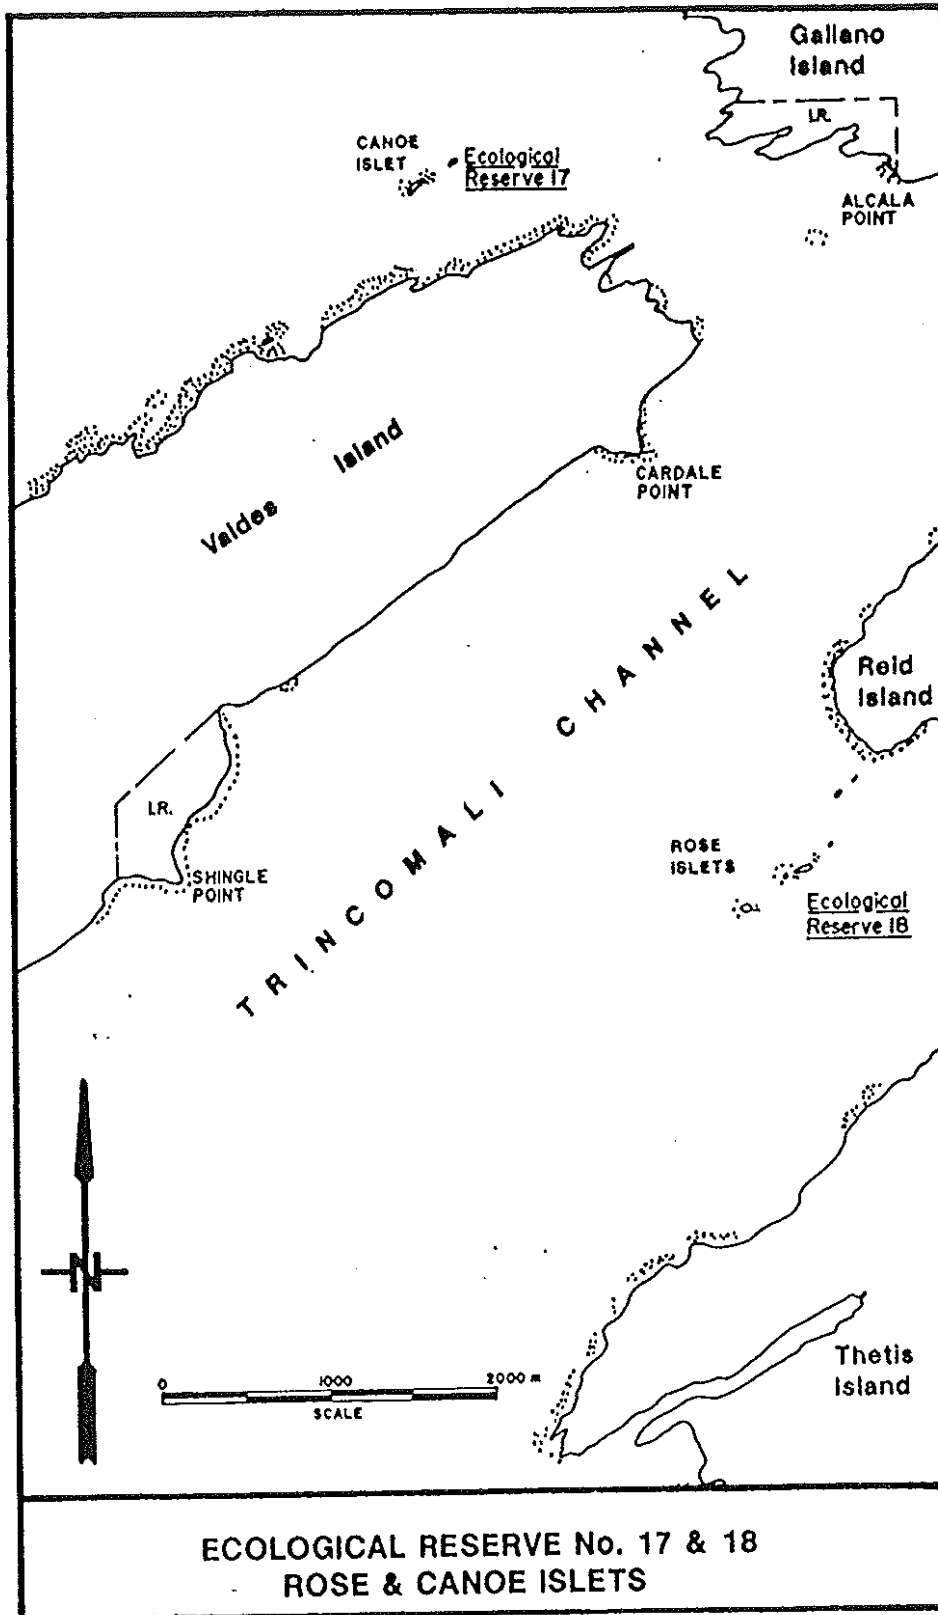 Gallano
Island
I.R.
CANOE
ISLET
Ecological
Reserve 17
ALCALA
POINT
Valdes Island
CARDALE
POINT
TRINCOMALI CHANNEL
Reid
Island
I.R.
SHINGLE
POINT
ROSE
ISLETS
Ecological
Reserve 18
N
0 1000 2000 m
SCALE
Thetis
Island
ECOLOGICAL RESERVE No. 17 & 18
ROSE & CANOE ISLETS